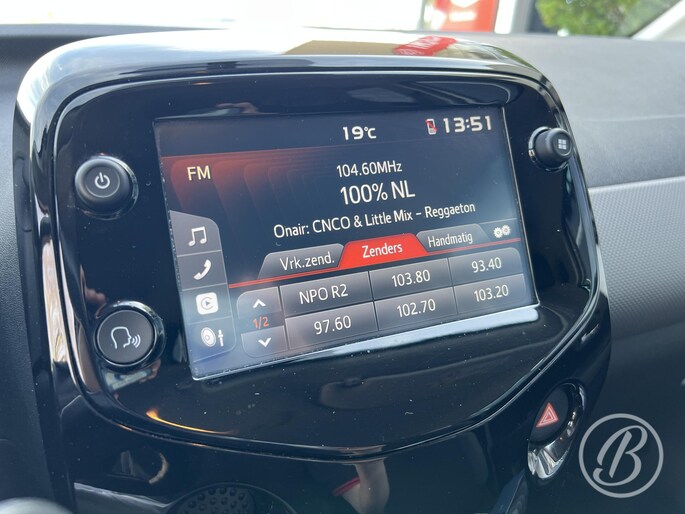 19°c 13:51
FM
104.60MHz
100% NL
Onair: CNCO & Little Mix - Reggaeton
Vrk.zend. Zenders Handmatig
NPO R2 103.80 93.40
1/2
97.60 102.70 103.20
B